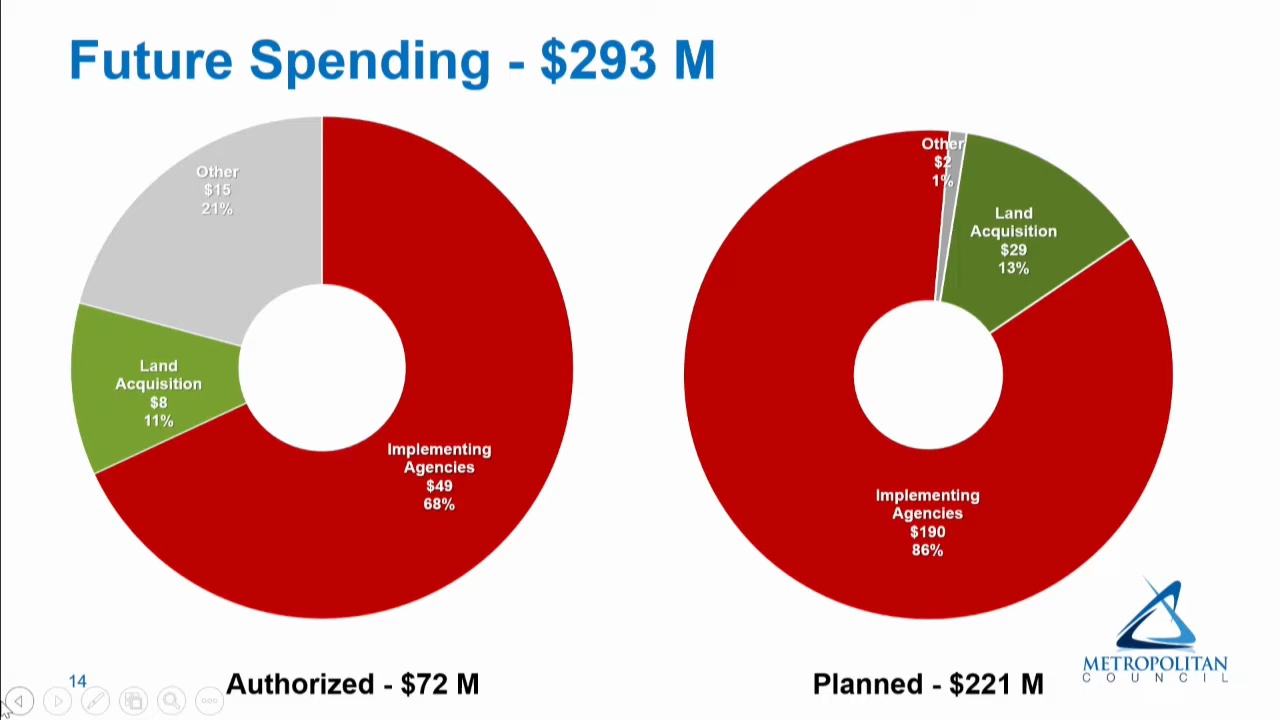 Future Spending - $293 M
Other
$15
21%
Land
Acquisition
$8
11%
Implementing
Agencies
$49
68%
Other
$2
1%
Land
Acquisition
$29
13%
Implementing
Agencies
$190
86%
14
Authorized - $72 M
Planned - $221 M
METROPOLITAN
COUNCIL